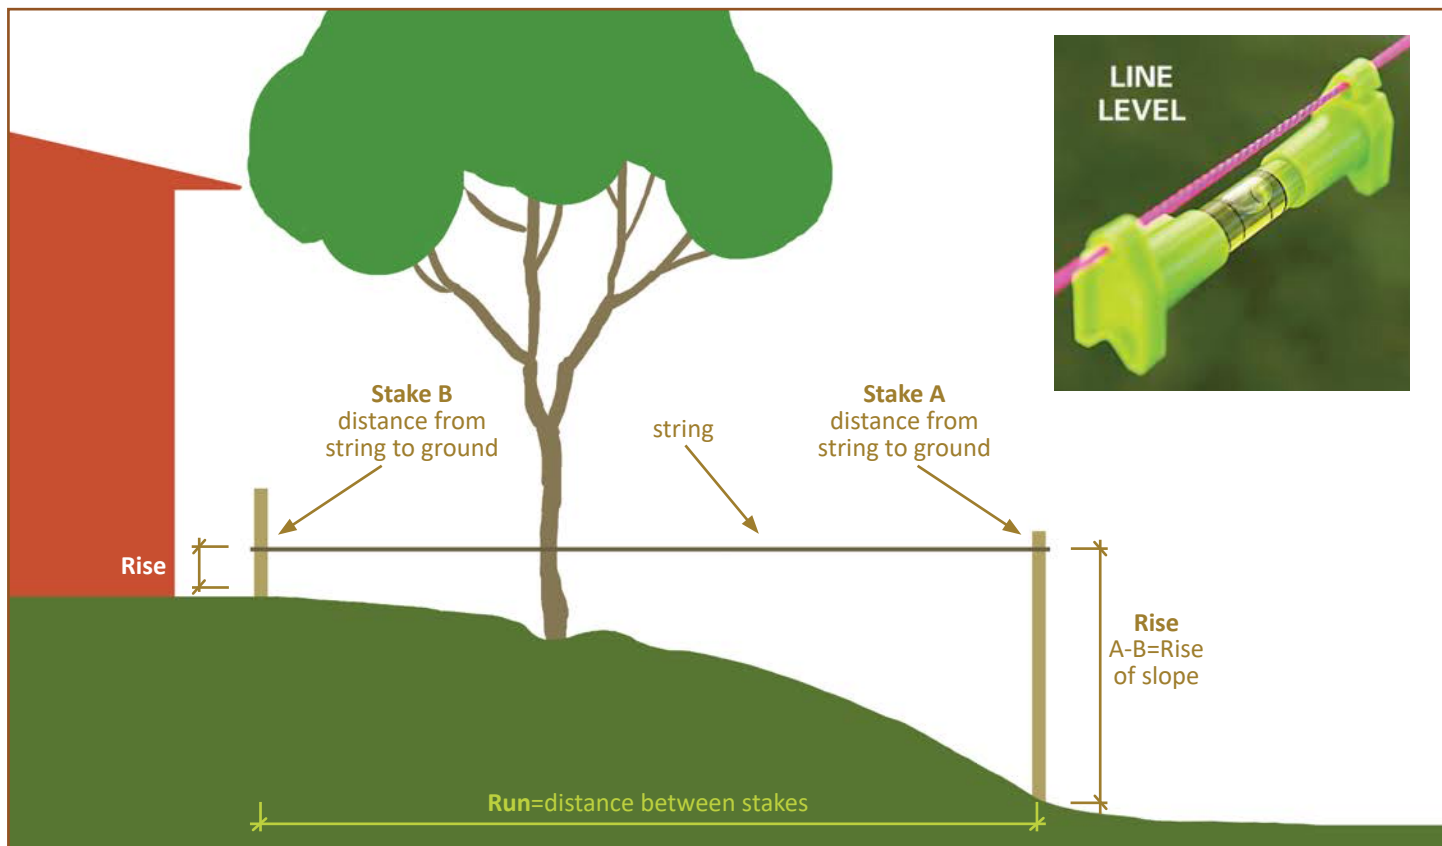 LINE
LEVEL
Stake B
distance from
string to ground
string
Stake A
distance from
string to ground
Rise
Rise
A-B=Rise
of slope
Run=distance between stakes